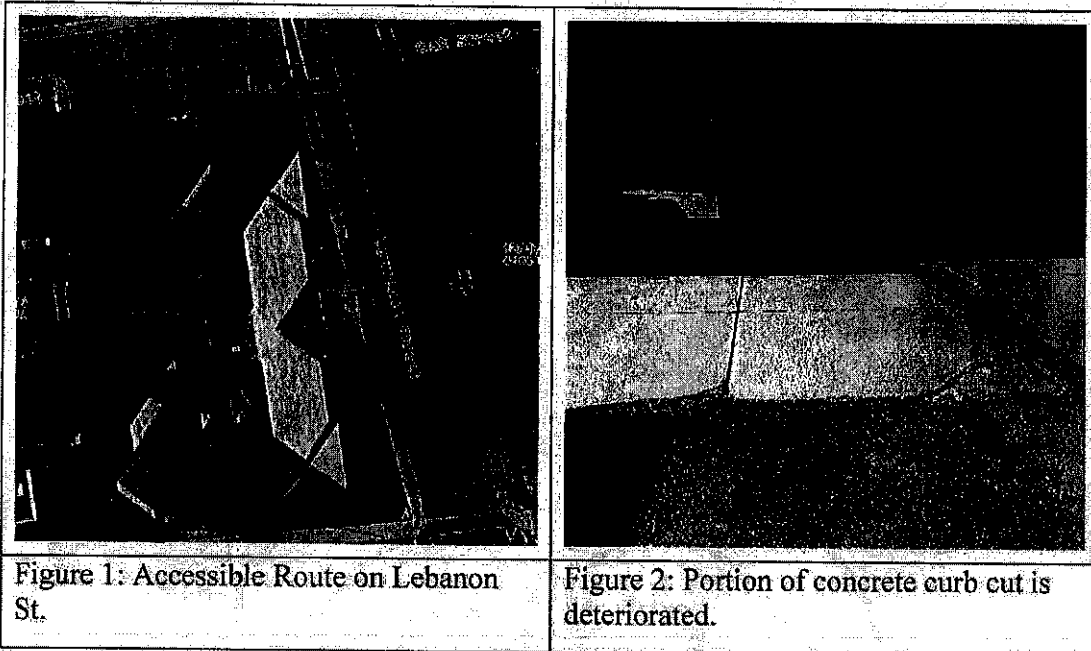 Figure 1: Accessible Route on Lebanon
St.
Figure 2: Portion of concrete curb cut is
deteriorated.